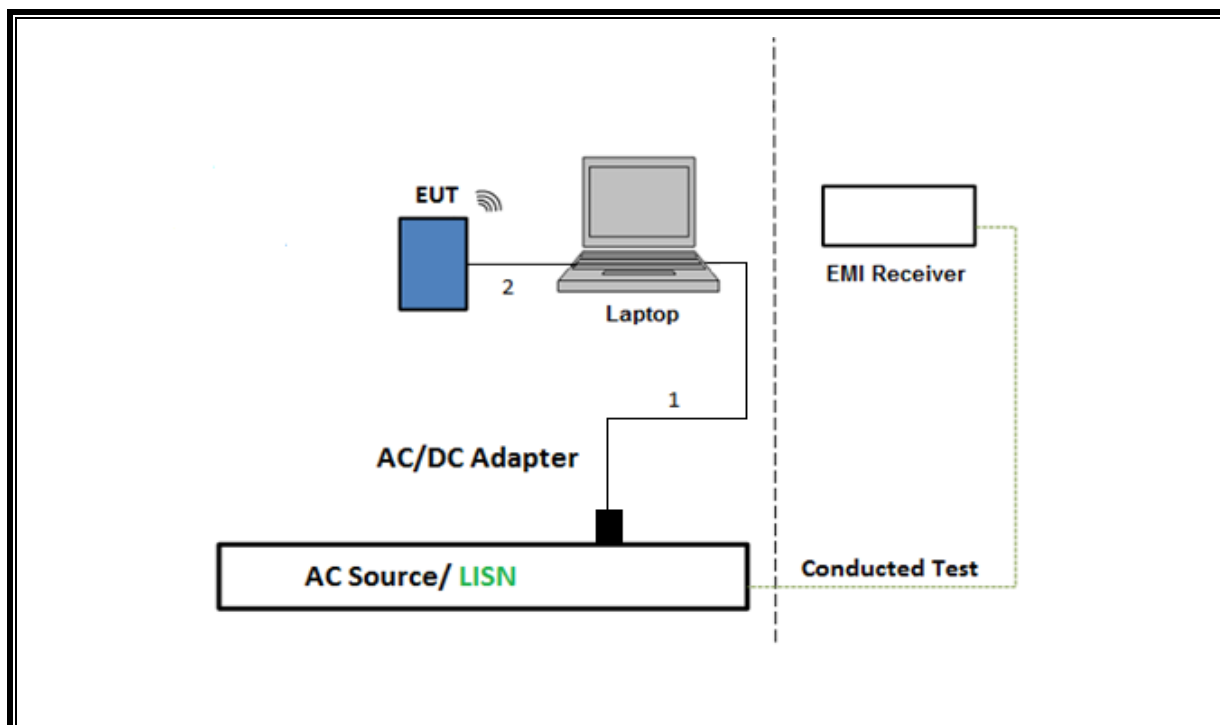 EUT
2
Laptop
EMI Receiver
1
AC/DC Adapter
AC Source/ LISN
Conducted Test